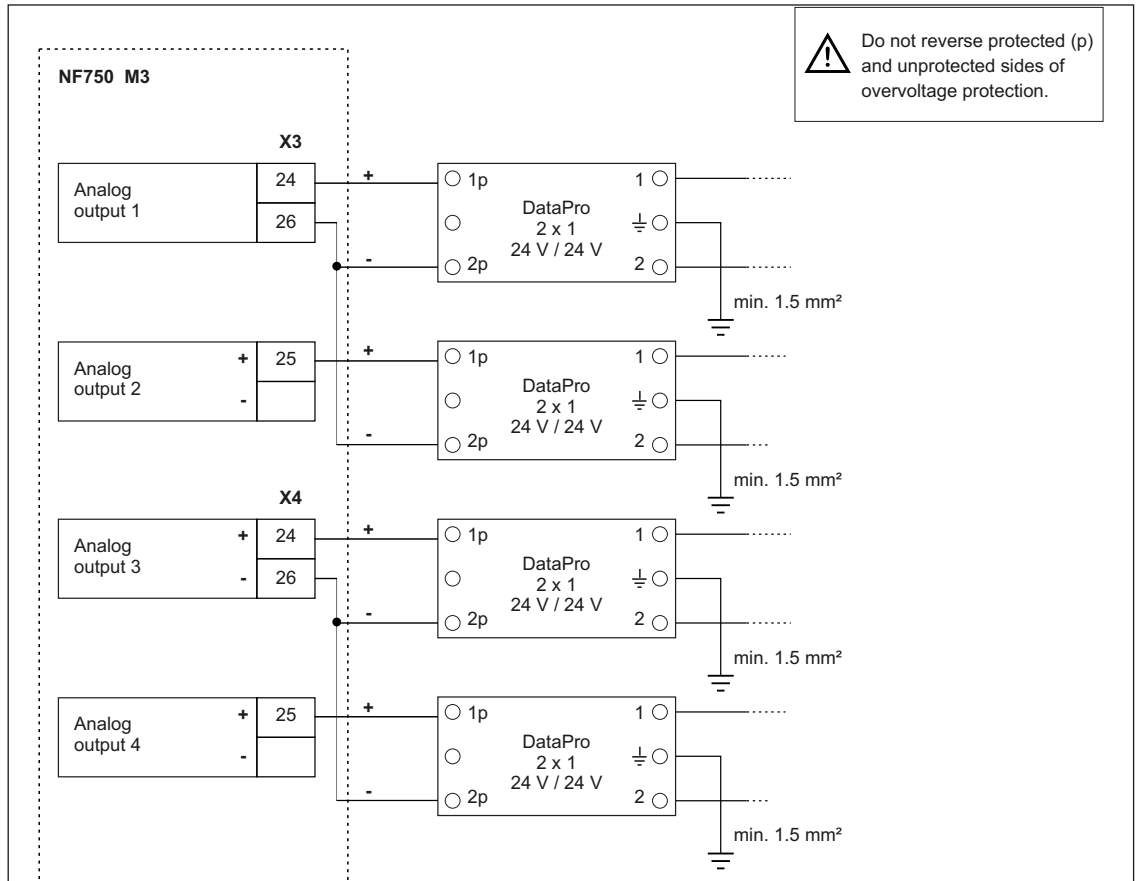 Do not reverse protected (p)
and unprotected sides of
overvoltage protection.
NF750 M3
X3
Analog
output 1
24
26
+
-
1p
2p
DataPro
2 x 1
24 V / 24 V
1
2
min. 1.5 mm²
Analog
output 2
+
-
25
+
-
1p
2p
DataPro
2 x 1
24 V / 24 V
1
2
min. 1.5 mm²
X4
Analog
output 3
+
-
24
26
+
-
1p
2p
DataPro
2 x 1
24 V / 24 V
1
2
min. 1.5 mm²
Analog
output 4
+
-
25
+
-
1p
2p
DataPro
2 x 1
24 V / 24 V
1
2
min. 1.5 mm²